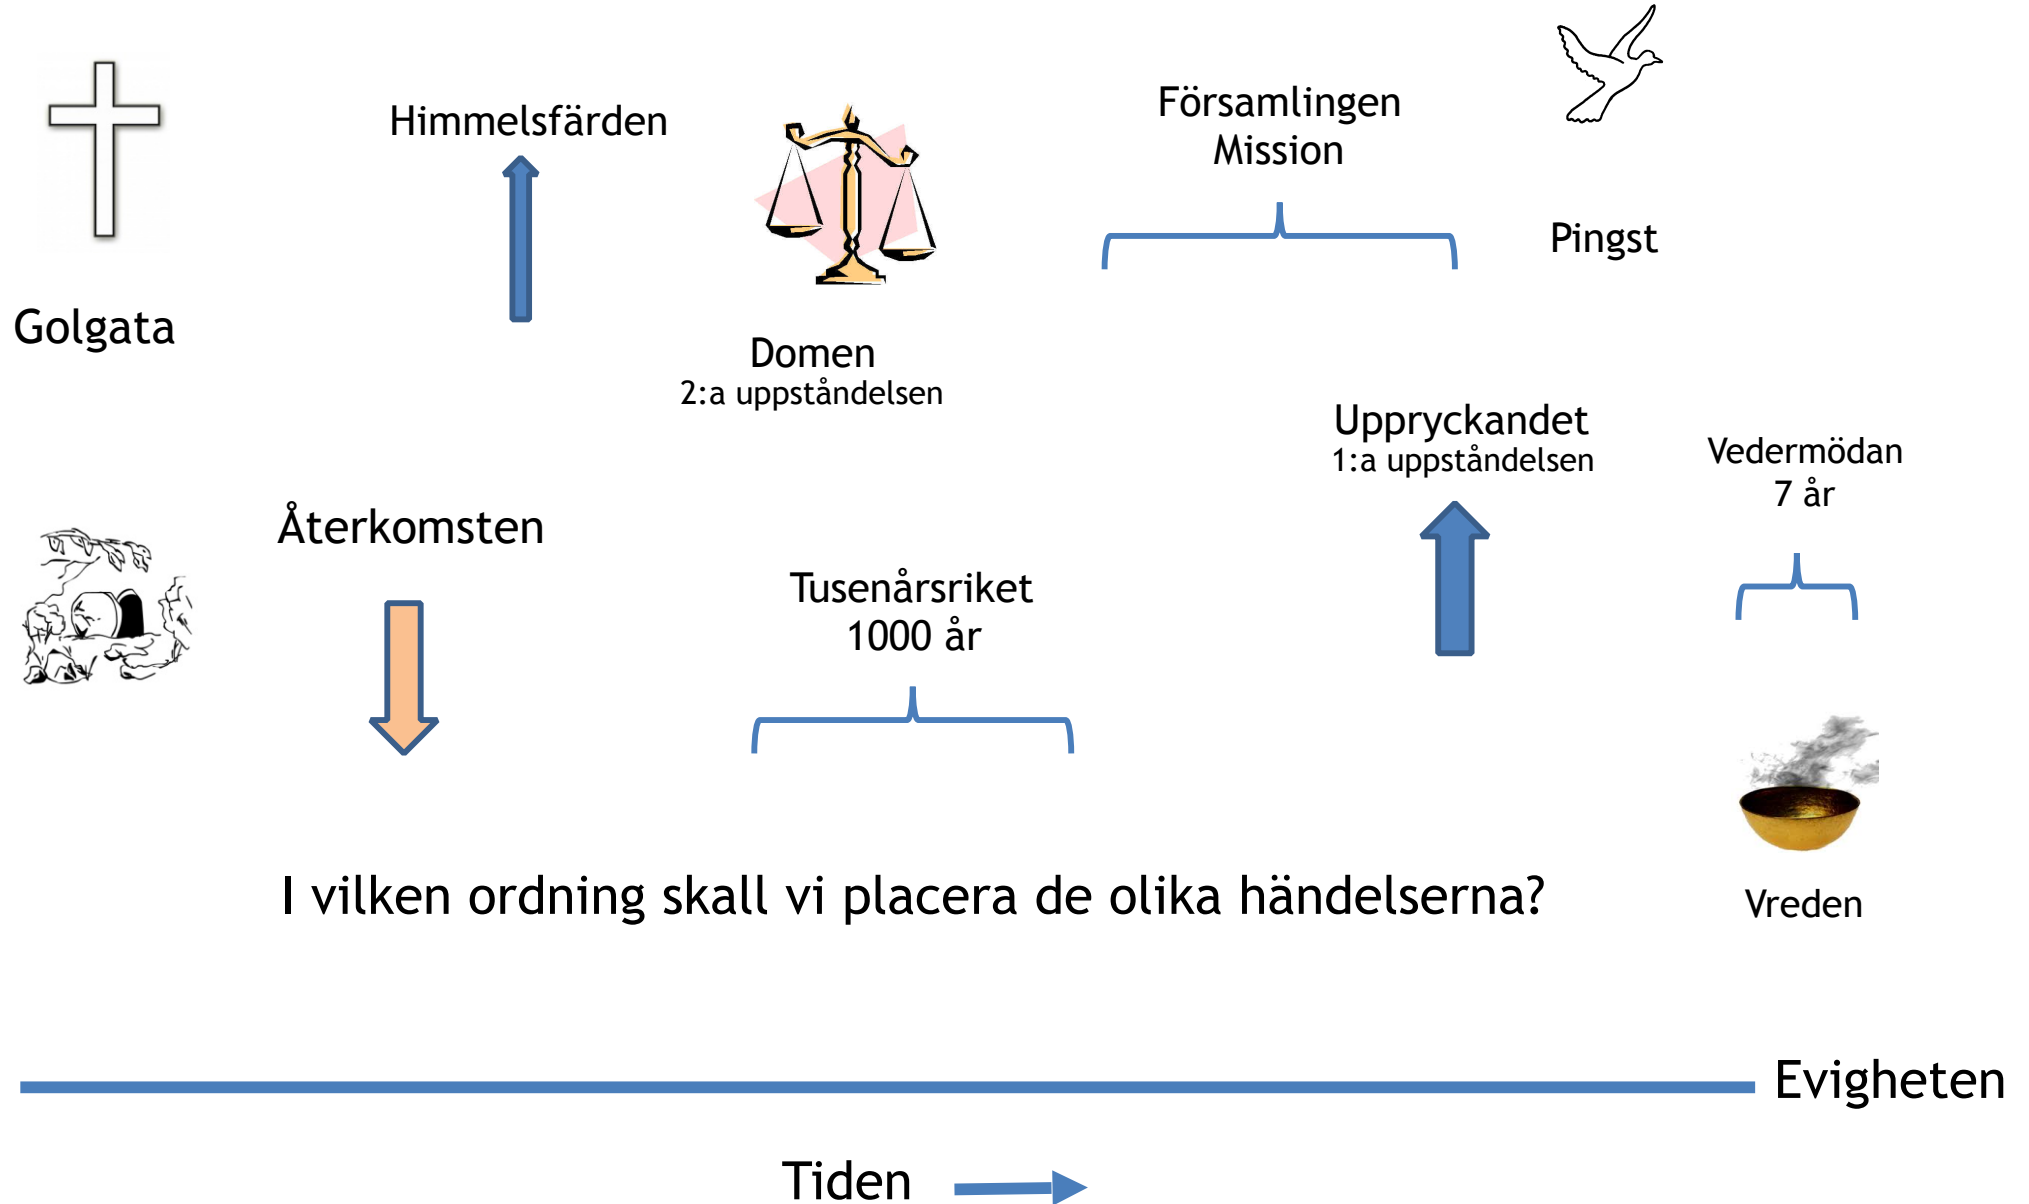 Himmelsfärden
Församlingen
Mission
Pingst
Golgata
Domen
2:a uppståndelsen
Uppryckandet
1:a uppståndelsen
Vedermödan
7 år
Återkomsten
Tusenårsriket
1000 år
I vilken ordning skall vi placera de olika händelserna?
Vreden
Evigheten
Tiden